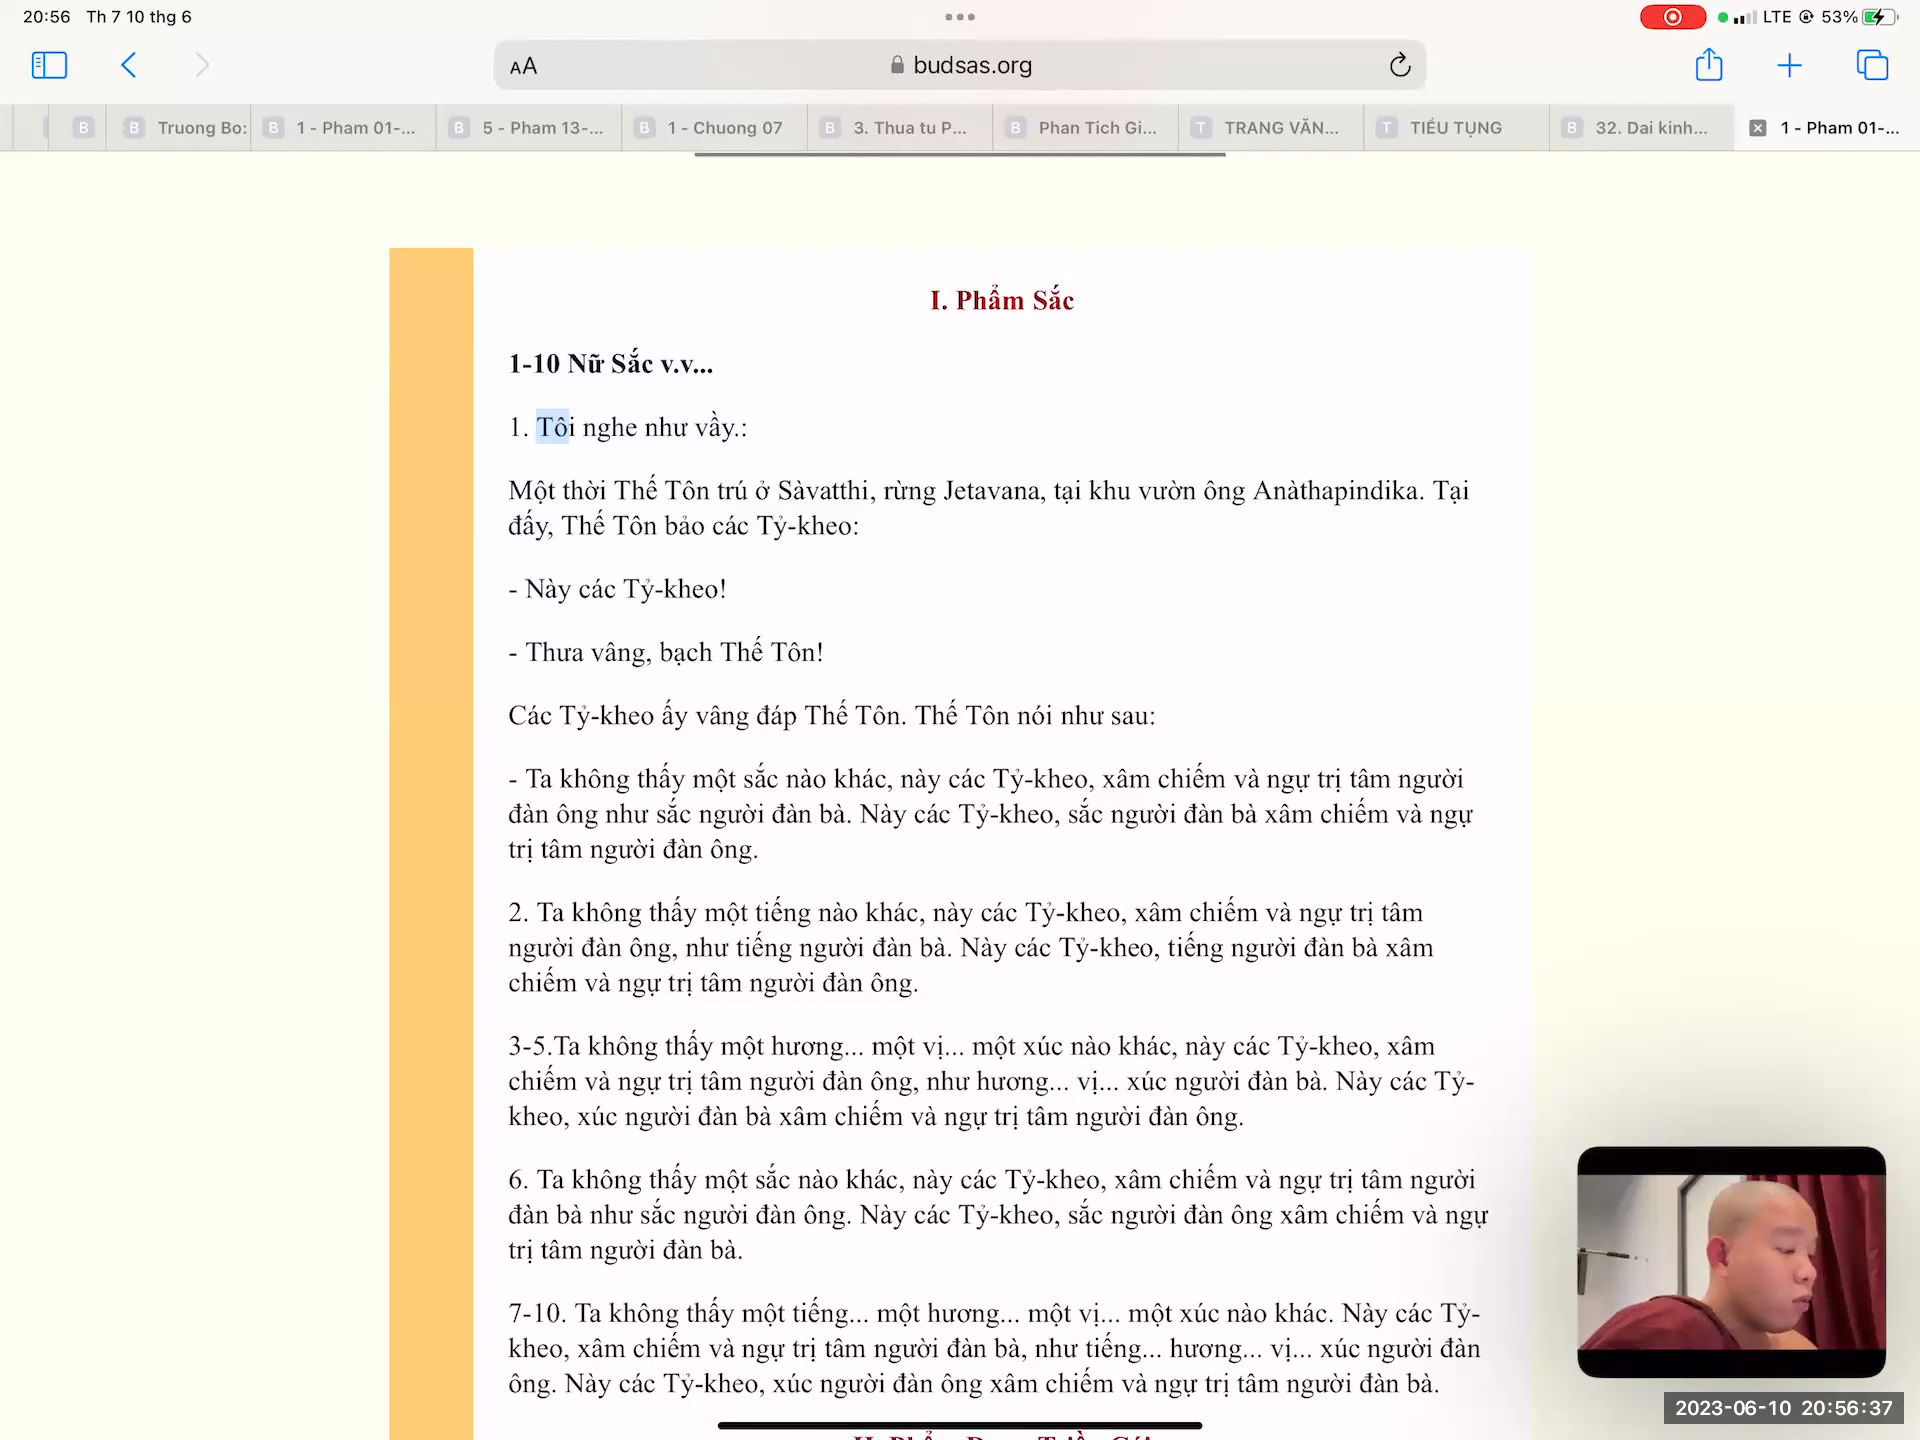 20:56 Th 7 10 thg 6
LTE 53%
AA budsas.org
B B Truong Bo: B 1 - Pham 01-... B 5 - Pham 13-... B 1 - Chuong 07 B 3. Thua tu P... B Phan Tich Gi... T TRANG VĂN... T TIỂU TỤNG B 32. Dai kinh... 1 - Pham 01-...
I. Phẩm Sắc
1-10 Nữ Sắc v.v...
1. Tôi nghe như vầy.:
Một thời Thế Tôn trú ở Sàvatthi, rừng Jetavana, tại khu vườn ông Anàthapindika. Tại
đấy, Thế Tôn bảo các Tỷ-kheo:
- Này các Tỷ-kheo!
- Thưa vâng, bạch Thế Tôn!
Các Tỷ-kheo ấy vâng đáp Thế Tôn. Thế Tôn nói như sau:
- Ta không thấy một sắc nào khác, này các Tỷ-kheo, xâm chiếm và ngự trị tâm người
đàn ông như sắc người đàn bà. Này các Tỷ-kheo, sắc người đàn bà xâm chiếm và ngự
trị tâm người đàn ông.
2. Ta không thấy một tiếng nào khác, này các Tỷ-kheo, xâm chiếm và ngự trị tâm
người đàn ông, như tiếng người đàn bà. Này các Tỷ-kheo, tiếng người đàn bà xâm
chiếm và ngự trị tâm người đàn ông.
3-5.Ta không thấy một hương... một vị... một xúc nào khác, này các Tỷ-kheo, xâm
chiếm và ngự trị tâm người đàn ông, như hương... vị... xúc người đàn bà. Này các Tỷ-
kheo, xúc người đàn bà xâm chiếm và ngự trị tâm người đàn ông.
6. Ta không thấy một sắc nào khác, này các Tỷ-kheo, xâm chiếm và ngự trị tâm người
đàn bà như sắc người đàn ông. Này các Tỷ-kheo, sắc người đàn ông xâm chiếm và ngự
trị tâm người đàn bà.
7-10. Ta không thấy một tiếng... một hương... một vị... một xúc nào khác. Này các Tỷ-
kheo, xâm chiếm và ngự trị tâm người đàn bà, như tiếng... hương... vị... xúc người đàn
ông. Này các Tỷ-kheo, xúc người đàn ông xâm chiếm và ngự trị tâm người đàn bà.
2023-06-10 20:56:37